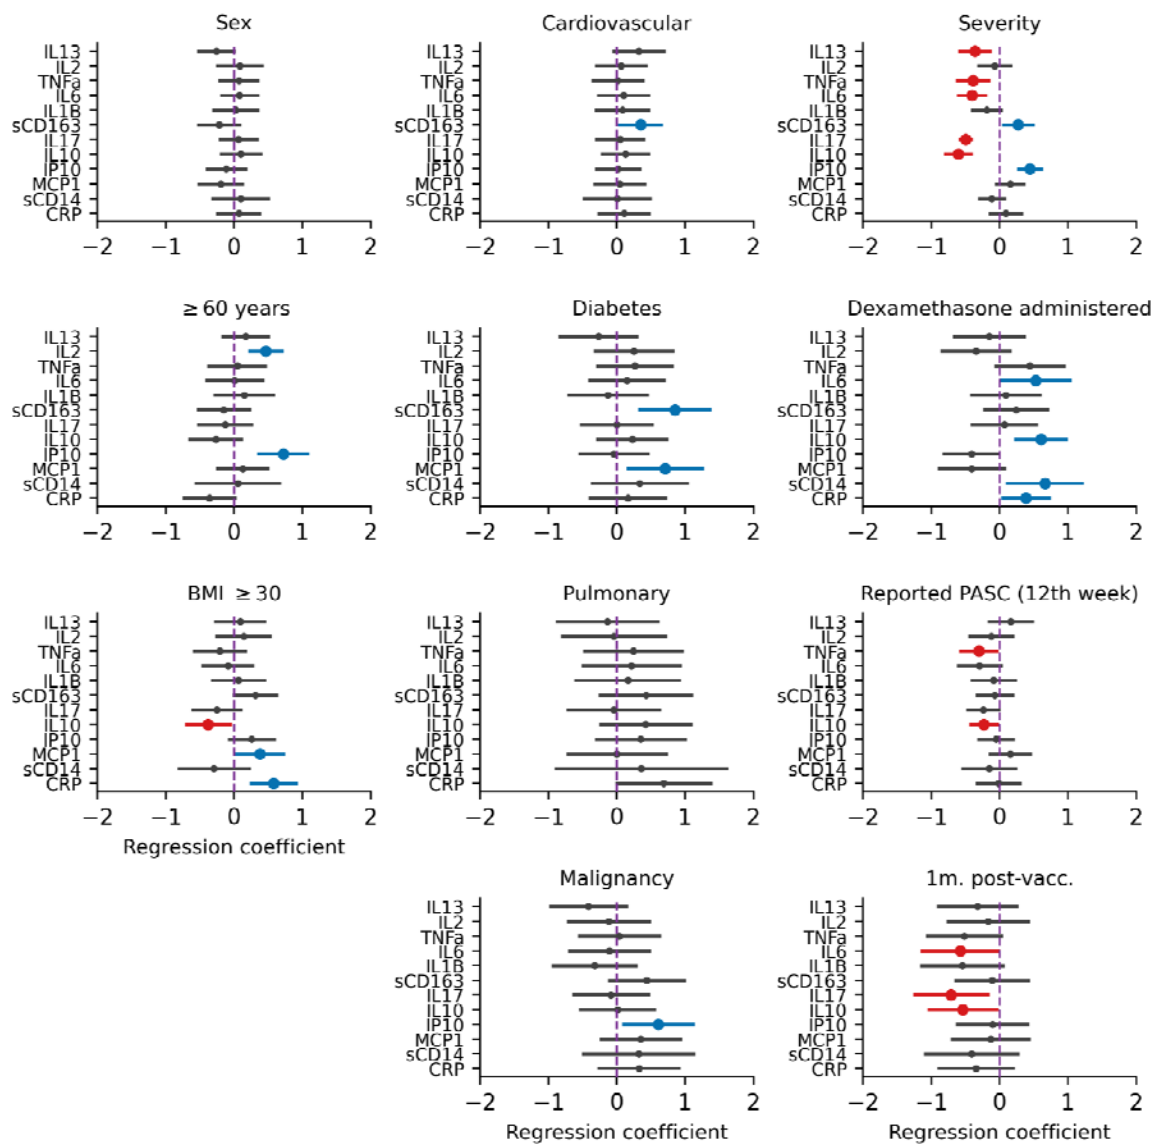 Sex
IL13
IL2
TNFa
IL6
IL1B
sCD163
IL17
IL10
IP10
MCP1
sCD14
CRP
−2 −1 0 1 2
Cardiovascular
IL13
IL2
TNFa
IL6
IL1B
sCD163
IL17
IL10
IP10
MCP1
sCD14
CRP
−2 −1 0 1 2
Severity
IL13
IL2
TNFa
IL6
IL1B
sCD163
IL17
IL10
IP10
MCP1
sCD14
CRP
−2 −1 0 1 2
≥ 60 years
IL13
IL2
TNFa
IL6
IL1B
sCD163
IL17
IL10
IP10
MCP1
sCD14
CRP
−2 −1 0 1 2
Diabetes
IL13
IL2
TNFa
IL6
IL1B
sCD163
IL17
IL10
IP10
MCP1
sCD14
CRP
−2 −1 0 1 2
Dexamethasone administered
IL13
IL2
TNFa
IL6
IL1B
sCD163
IL17
IL10
IP10
MCP1
sCD14
CRP
−2 −1 0 1 2
BMI ≥ 30
IL13
IL2
TNFa
IL6
IL1B
sCD163
IL17
IL10
IP10
MCP1
sCD14
CRP
−2 −1 0 1 2
Regression coefficient
Pulmonary
IL13
IL2
TNFa
IL6
IL1B
sCD163
IL17
IL10
IP10
MCP1
sCD14
CRP
−2 −1 0 1 2
Reported PASC (12th week)
IL13
IL2
TNFa
IL6
IL1B
sCD163
IL17
IL10
IP10
MCP1
sCD14
CRP
−2 −1 0 1 2
Malignancy
IL13
IL2
TNFa
IL6
IL1B
sCD163
IL17
IL10
IP10
MCP1
sCD14
CRP
−2 −1 0 1 2
Regression coefficient
1m. post-vacc.
IL13
IL2
TNFa
IL6
IL1B
sCD163
IL17
IL10
IP10
MCP1
sCD14
CRP
−2 −1 0 1 2
Regression coefficient